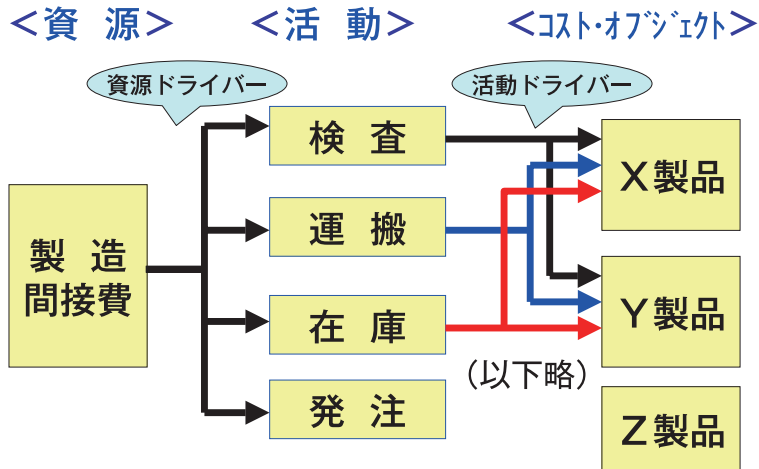 ＜資 源＞ ＜活 動＞ ＜コスト・オブジェクト＞
資源ドライバー
活動ドライバー
製 造
間接費
検 査
運 搬
在 庫
発 注
X製品
Y製品
(以下略)
Z製品